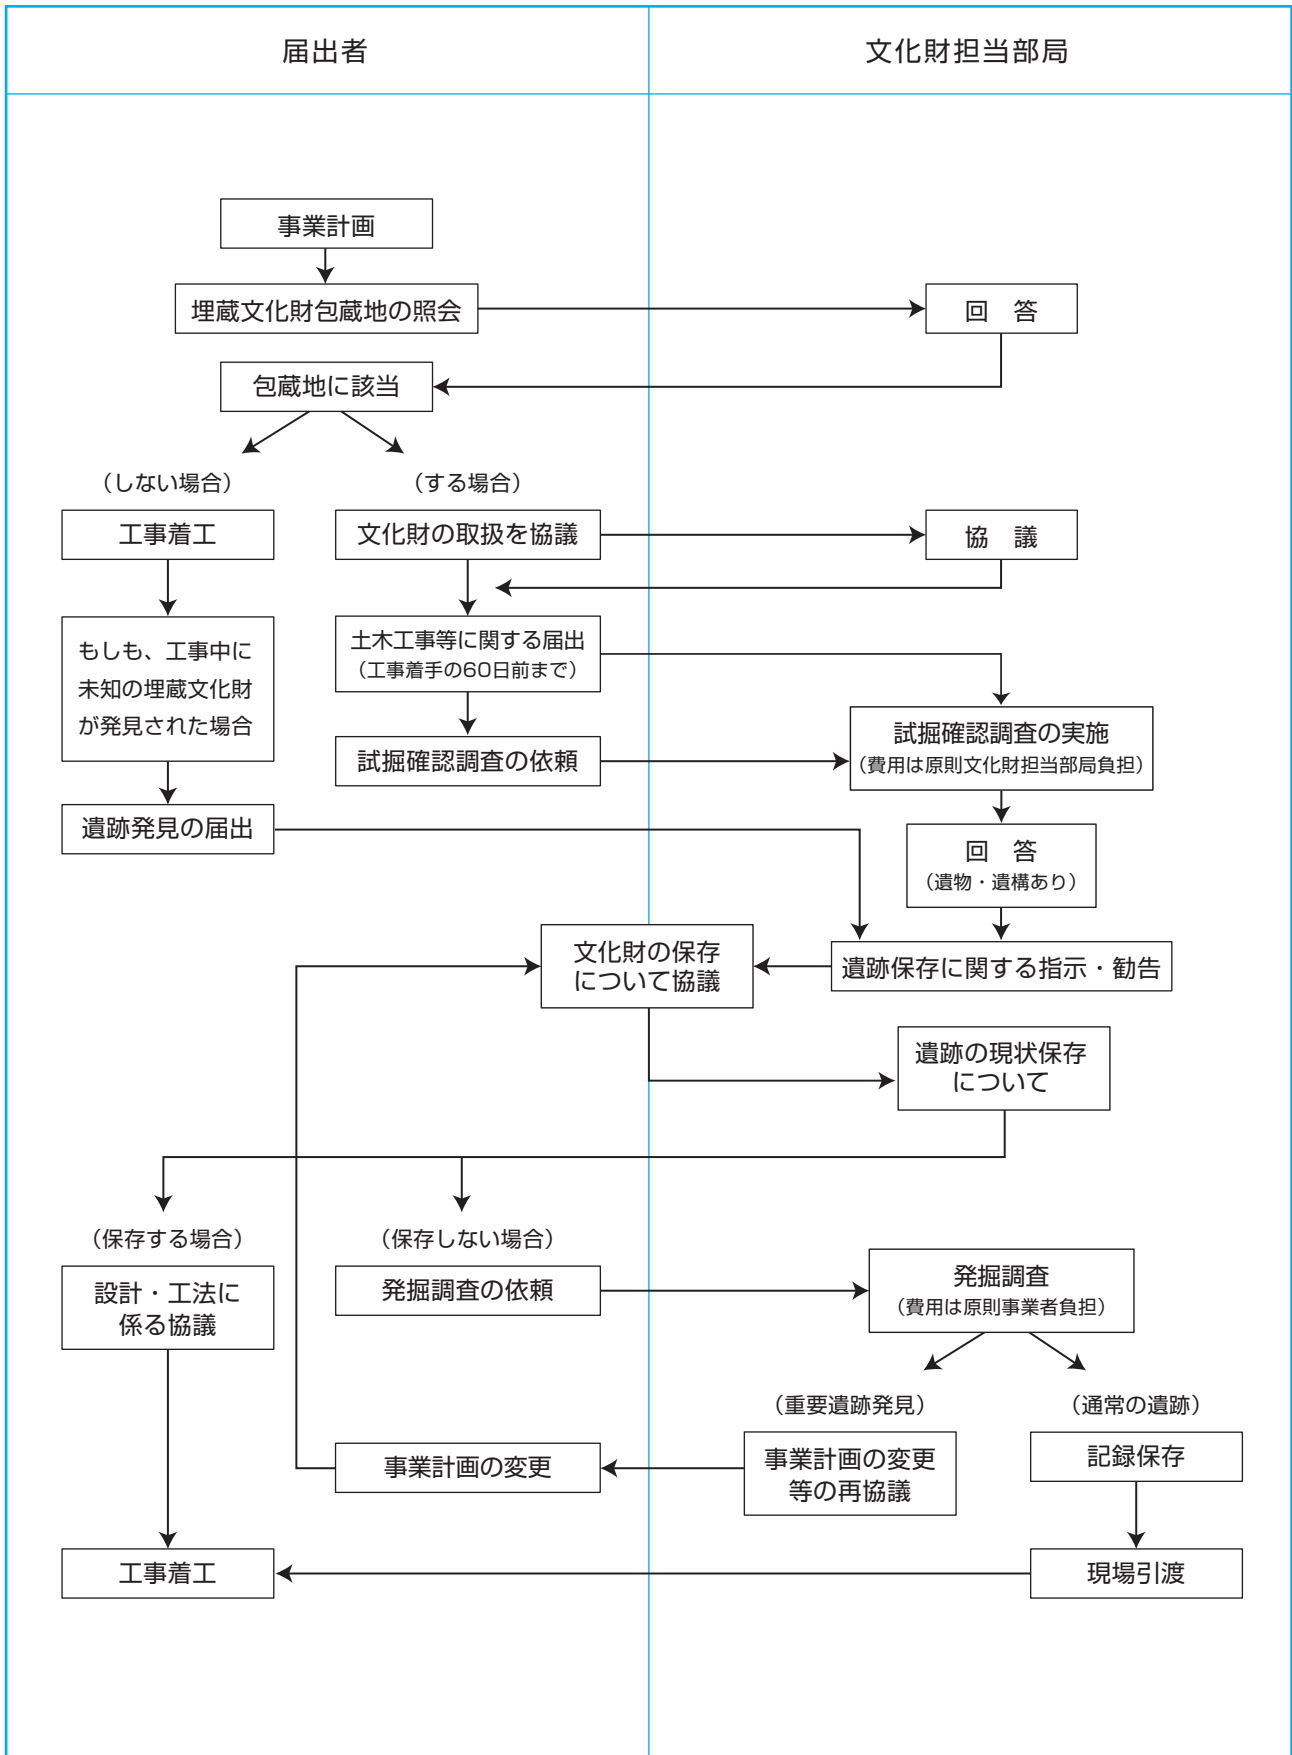 届出者
文化財担当部局
事業計画
埋蔵文化財包蔵地の照会
回　答
包蔵地に該当
（しない場合）
（する場合）
工事着工
文化財の取扱を協議
協　議
もしも、工事中に
未知の埋蔵文化財
が発見された場合
土木工事等に関する届出
（工事着手の60日前まで）
試掘確認調査の依頼
試掘確認調査の実施
（費用は原則文化財担当部局負担）
遺跡発見の届出
回　答
（遺物・遺構あり）
文化財の保存
について協議
遺跡保存に関する指示・勧告
遺跡の現状保存
について
（保存する場合）
（保存しない場合）
設計・工法に
係る協議
発掘調査の依頼
発掘調査
（費用は原則事業者負担）
（重要遺跡発見）
（通常の遺跡）
事業計画の変更
事業計画の変更
等の再協議
記録保存
工事着工
現場引渡